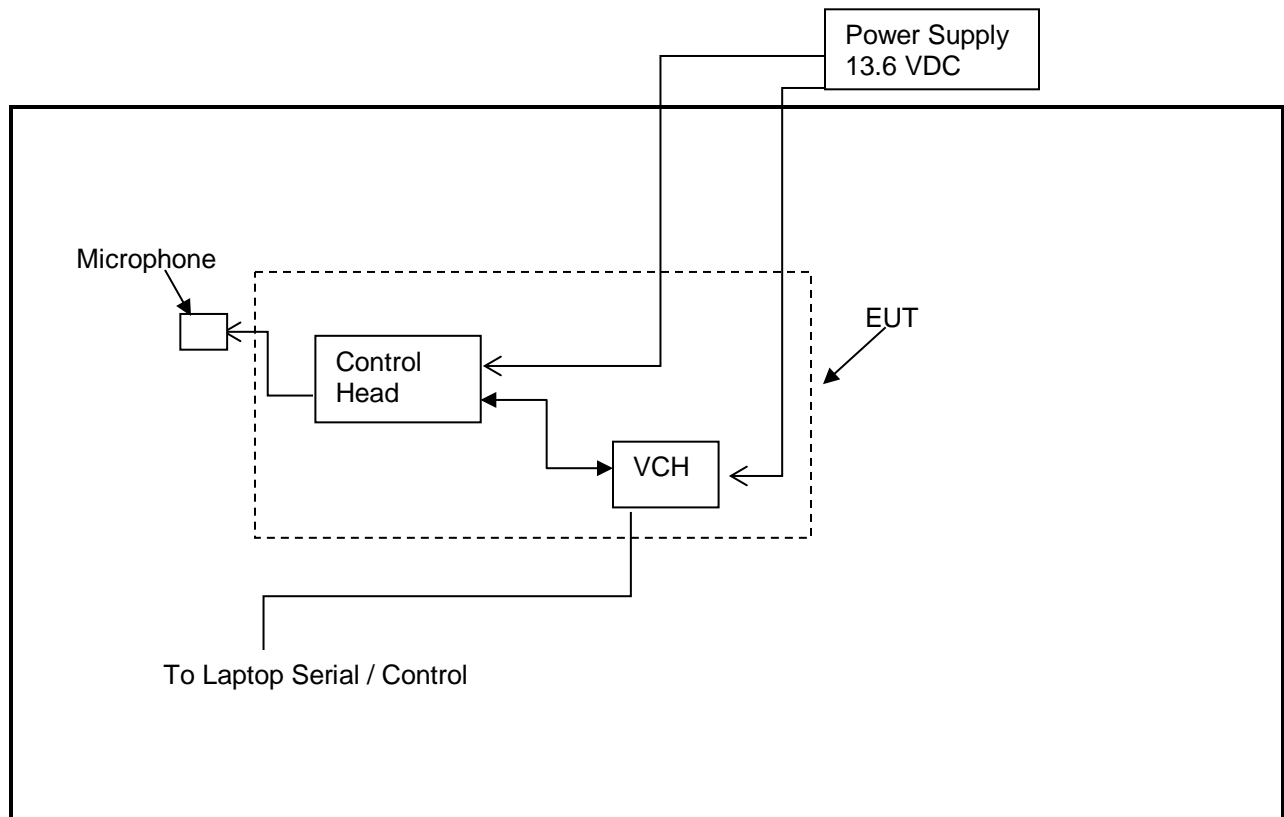 Power Supply
13.6 VDC
Microphone
EUT
Control
Head
VCH
To Laptop Serial / Control